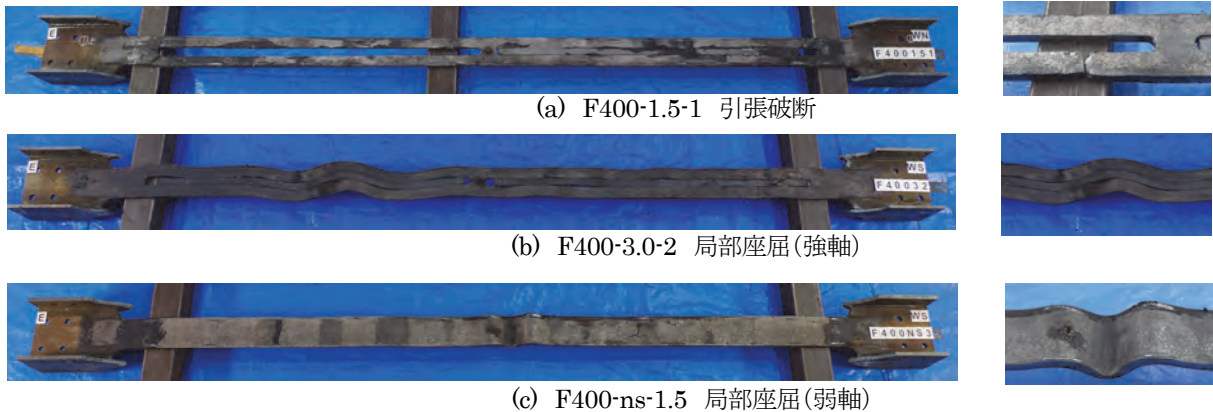 E
WN
F400151
(a) F400-1.5-1 引張破断
E
WS
F40032
(b) F400-3.0-2 局部座屈(強軸)
E
WS
F400NS3
(c) F400-ns-1.5 局部座屈(弱軸)